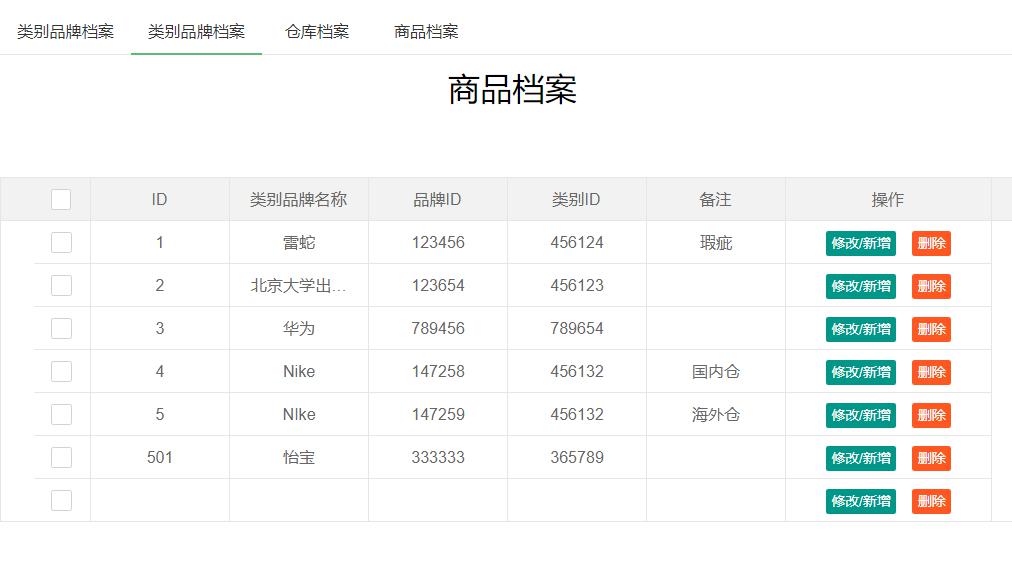 类别品牌档案 类别品牌档案 仓库档案 商品档案
商品档案
ID 类别品牌名称 品牌ID 类别ID 备注 操作
1 雷蛇 123456 456124 瑕疵 修改/新增 删除
2 北京大学出... 123654 456123 修改/新增 删除
3 华为 789456 789654 修改/新增 删除
4 Nike 147258 456132 国内仓 修改/新增 删除
5 NIke 147259 456132 海外仓 修改/新增 删除
501 怡宝 333333 365789 修改/新增 删除
修改/新增 删除